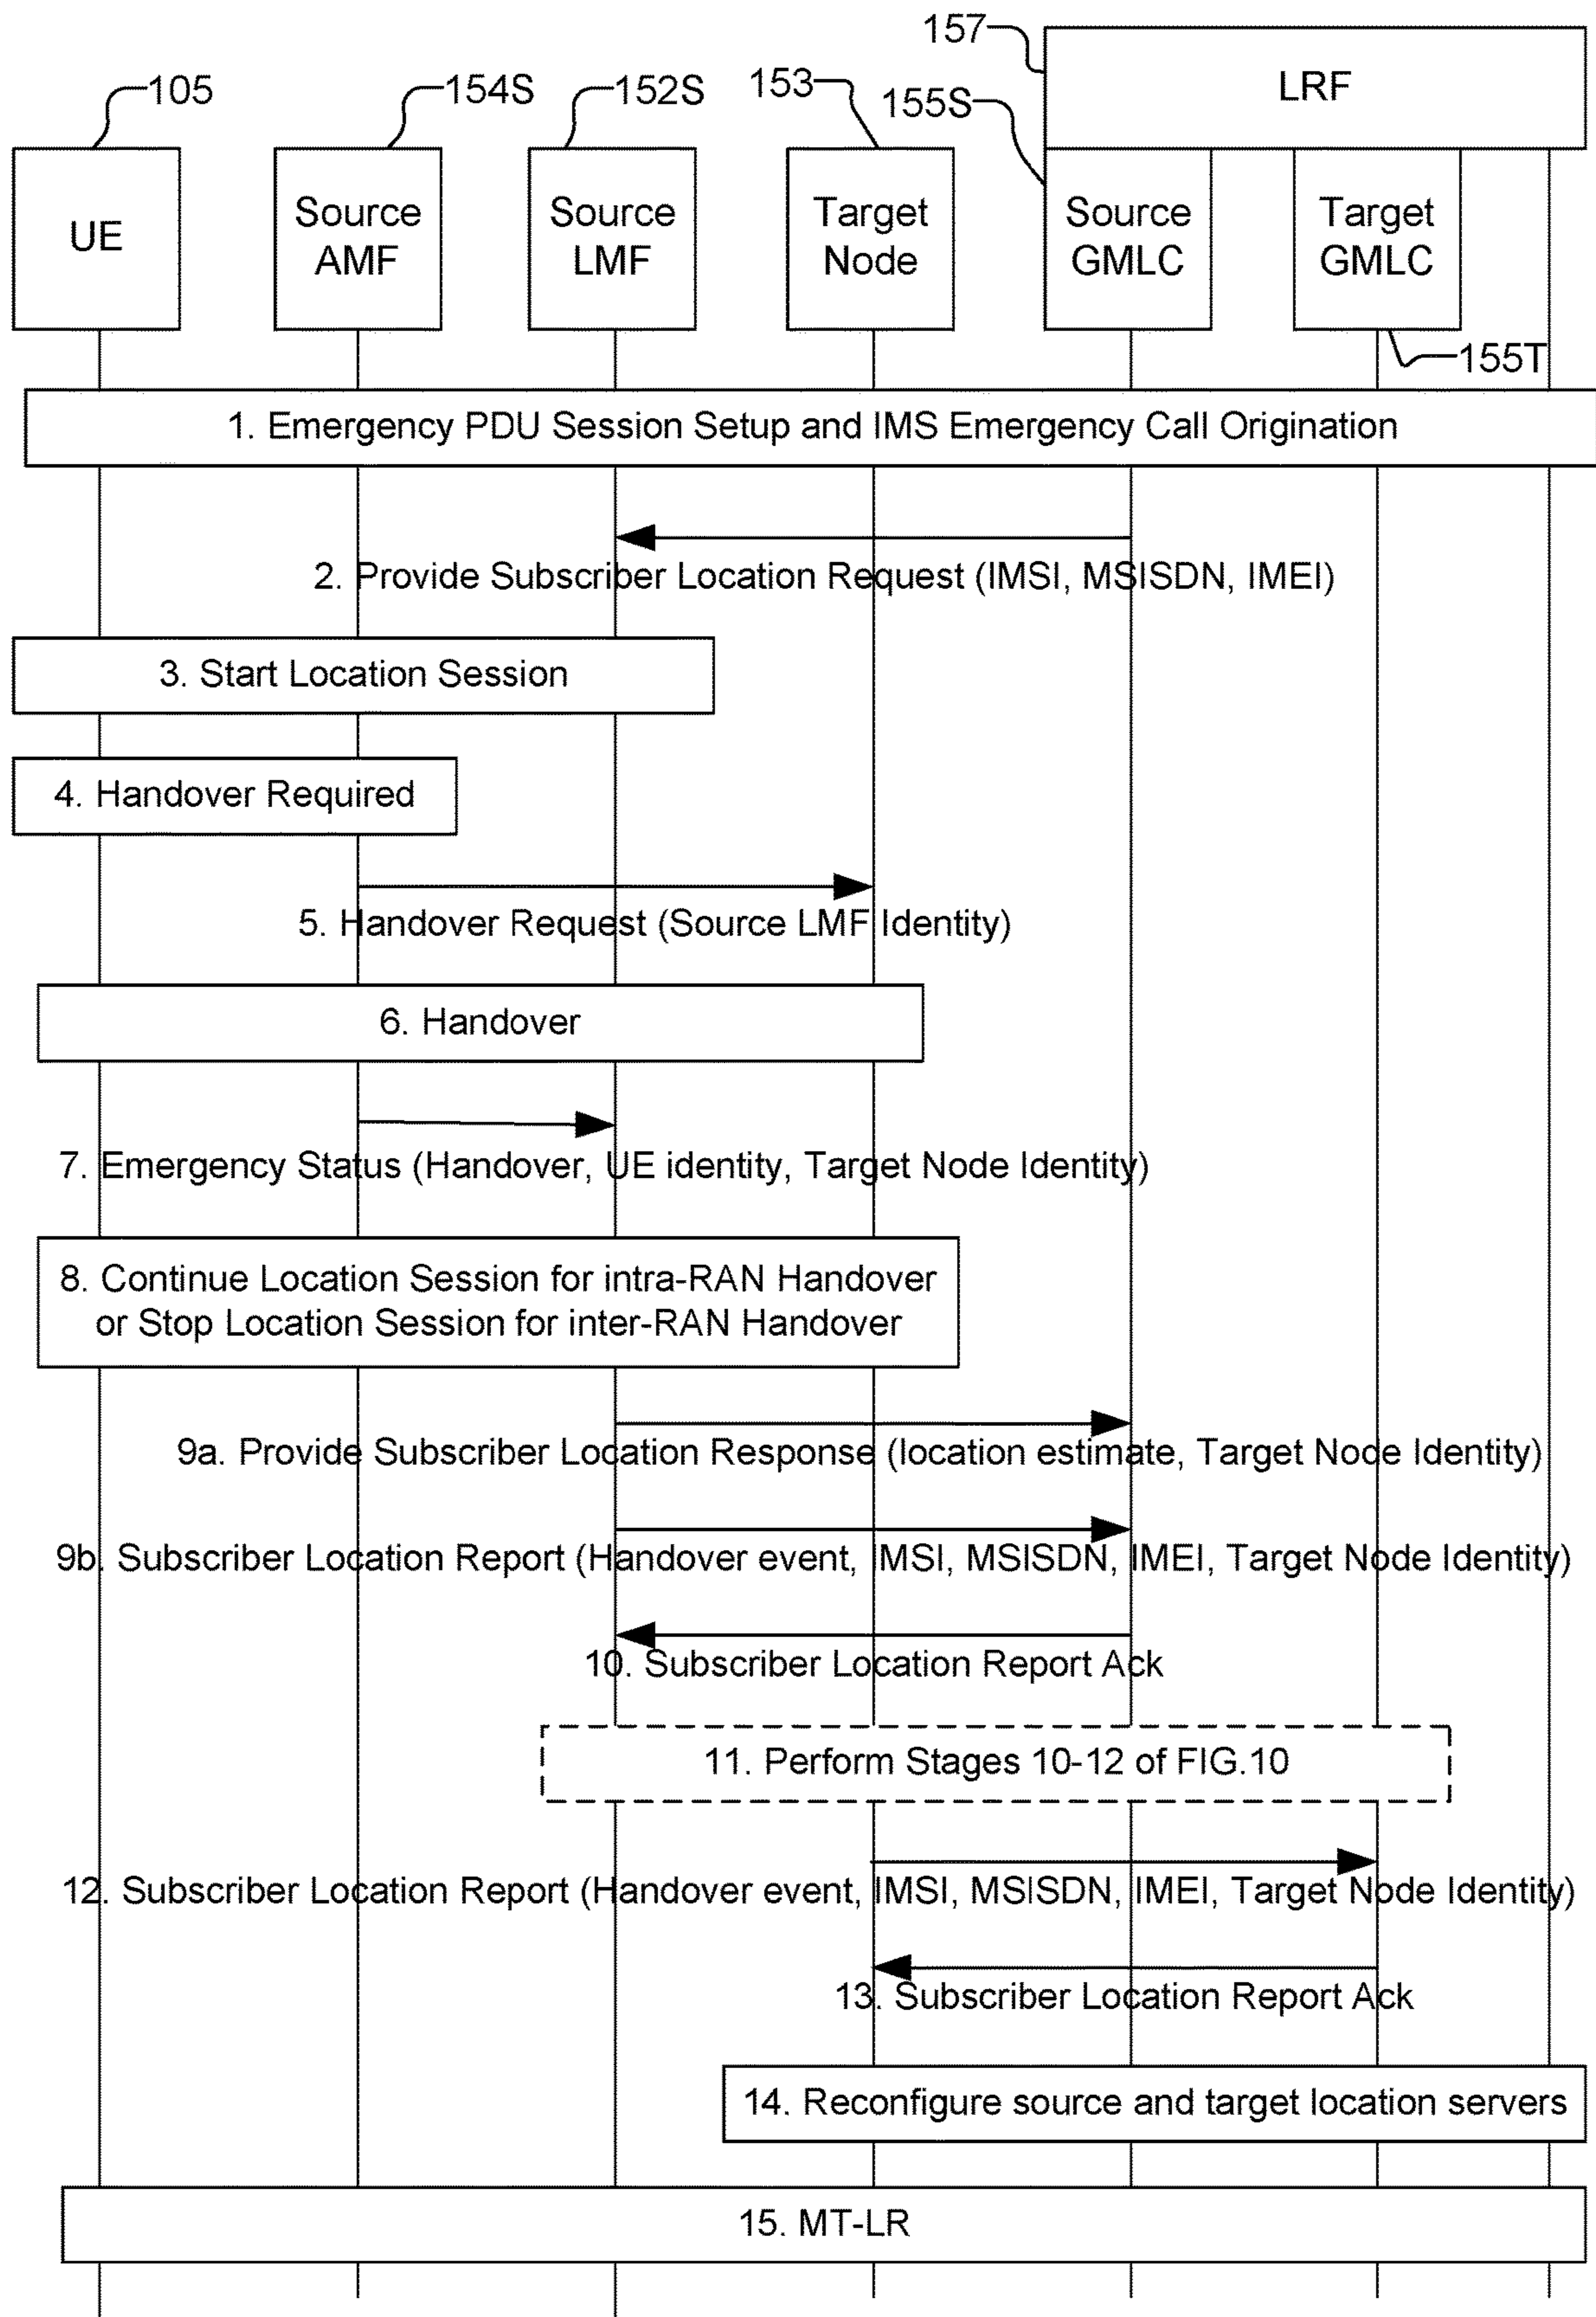 157
LRF
105
154S
152S
153
155S
UE
Source
AMF
Source
LMF
Target
Node
Source
GMLC
Target
GMLC
155T
1. Emergency PDU Session Setup and IMS Emergency Call Origination
2. Provide Subscriber Location Request (IMSI, MSISDN, IMEI)
3. Start Location Session
4. Handover Required
5. Handover Request (Source LMF Identity)
6. Handover
7. Emergency Status (Handover, UE identity, Target Node Identity)
8. Continue Location Session for intra-RAN Handover
or Stop Location Session for inter-RAN Handover
9a. Provide Subscriber Location Response (location estimate, Target Node Identity)
9b. Subscriber Location Report (Handover event, IMSI, MSISDN, IMEI, Target Node Identity)
10. Subscriber Location Report Ack
11. Perform Stages 10-12 of FIG.10
12. Subscriber Location Report (Handover event, IMSI, MSISDN, IMEI, Target Node Identity)
13. Subscriber Location Report Ack
14. Reconfigure source and target location servers
15. MT-LR